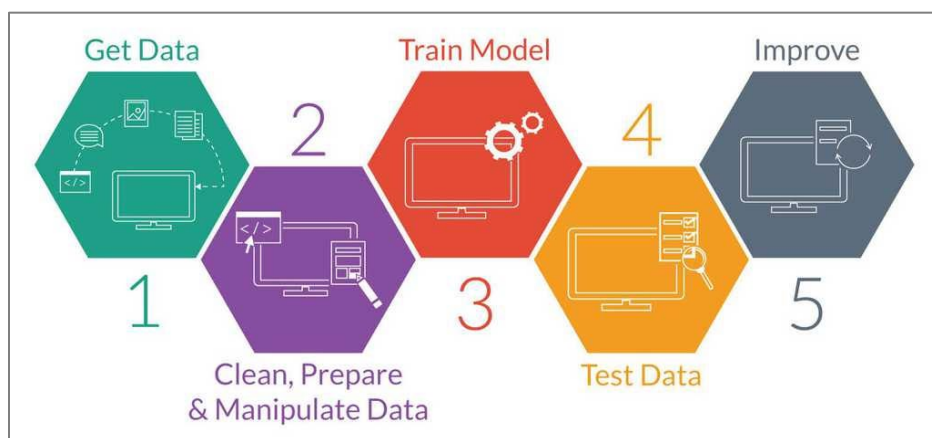 Get Data
1
2
Clean, Prepare
& Manipulate Data
Train Model
3
4
Test Data
Improve
5
</>
</>